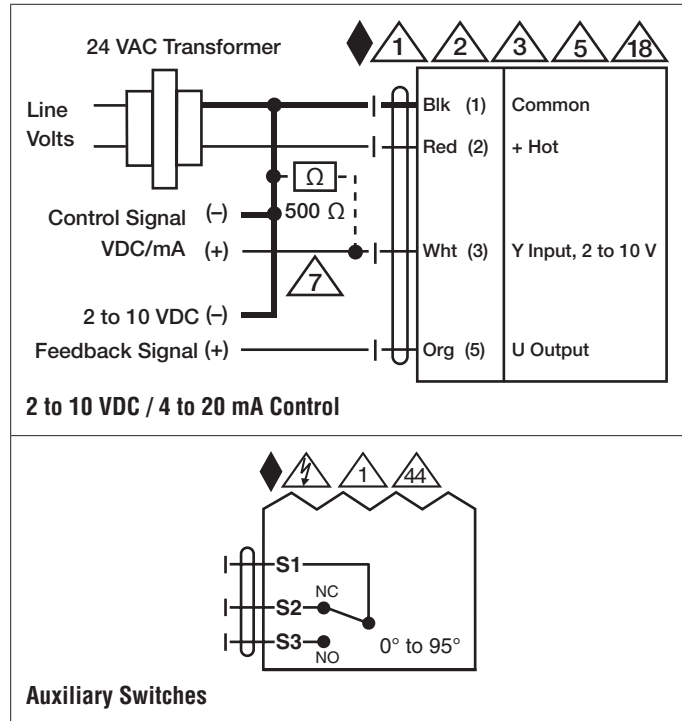 24 VAC Transformer
1 2 3 5 18
Line
Volts
Blk (1) Common
Red (2) + Hot
Ω
500 Ω
Control Signal (–)
VDC/mA (+)
Wht (3) Y Input, 2 to 10 V
7
2 to 10 VDC (–)
Feedback Signal (+)
Org (5) U Output
2 to 10 VDC / 4 to 20 mA Control
1 44
S1
NC
S2
S3
NO
0° to 95°
Auxiliary Switches